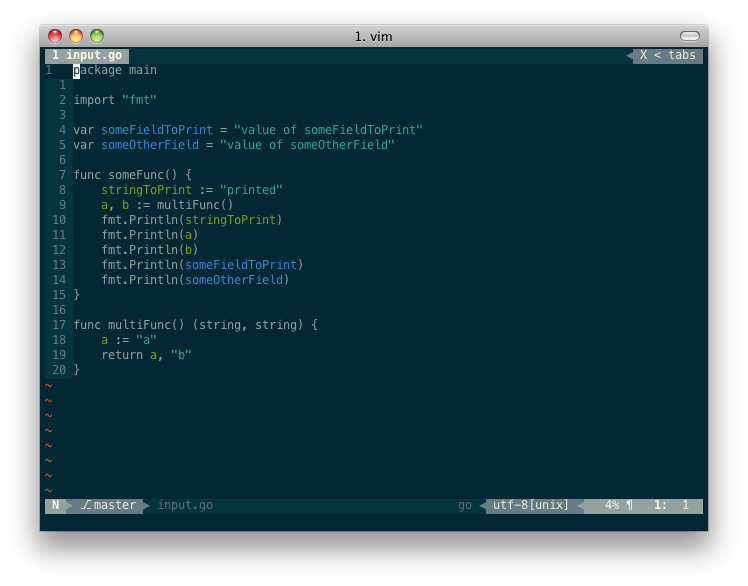 1. vim
1 input.go X < tabs
1 package main
1
2 import "fmt"
3
4 var someFieldToPrint = "value of someFieldToPrint"
5 var someOtherField = "value of someOtherField"
6
7 func someFunc() {
8     stringToPrint := "printed"
9     a, b := multiFunc()
10     fmt.Println(stringToPrint)
11     fmt.Println(a)
12     fmt.Println(b)
13     fmt.Println(someFieldToPrint)
14     fmt.Println(someOtherField)
15 }
16
17 func multiFunc() (string, string) {
18     a := "a"
19     return a, "b"
20 }
~
~
~
~
~
~
~
~
N master input.go go utf-8[unix] 4% ¶ 1: 1